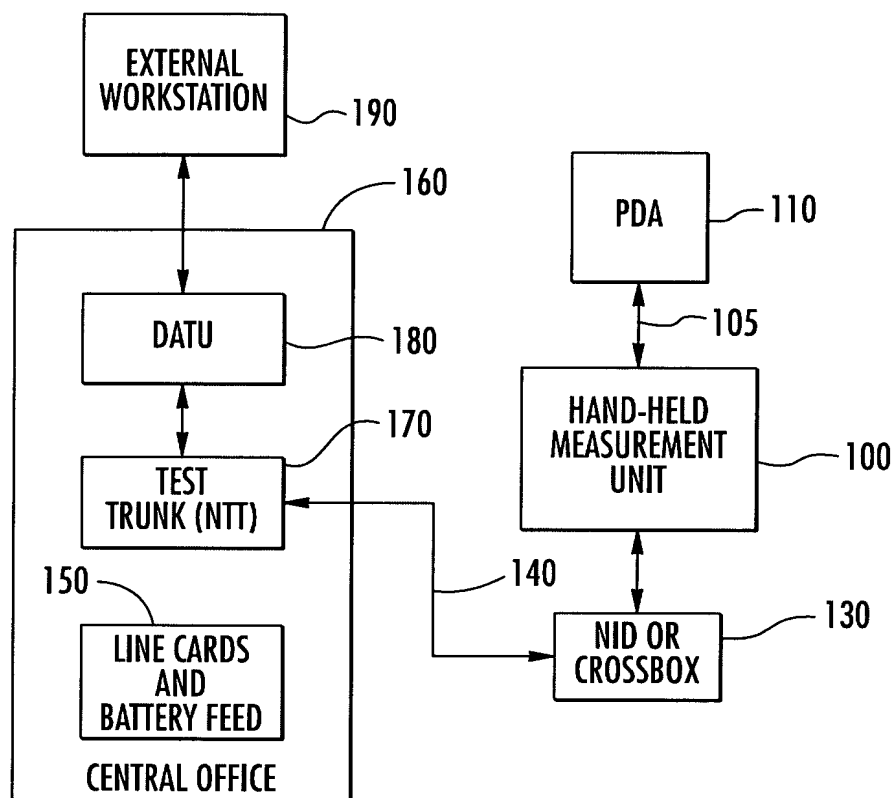 EXTERNAL
WORKSTATION
190
160
PDA
110
DATU
180
105
170
TEST
TRUNK (NTT)
HAND-HELD
MEASUREMENT
UNIT
100
150
140
130
LINE CARDS
AND
BATTERY FEED
NID OR
CROSSBOX
CENTRAL OFFICE